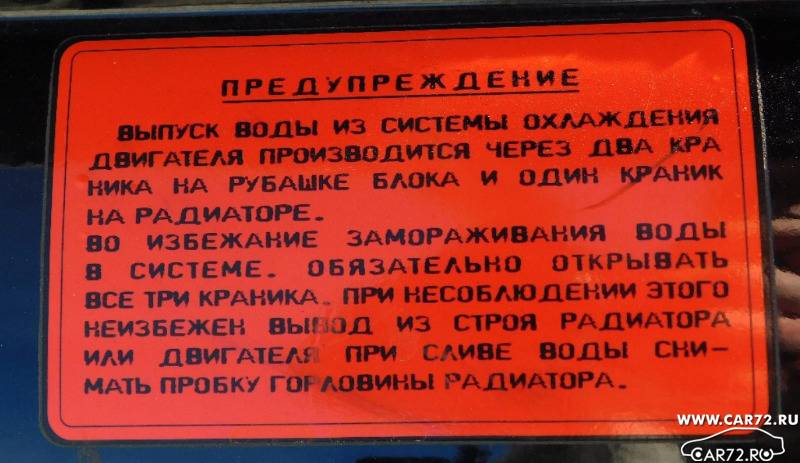 ПРЕДУПРЕЖДЕНИЕ
ВЫПУСК ВОДЫ ИЗ СИСТЕМЫ ОХЛАЖДЕНИЯ
ДВИГАТЕЛЯ ПРОИЗВОДИТСЯ ЧЕРЕЗ ДВА КРА
НИКА НА РУБАШКЕ БЛОКА И ОДИН КРАНИК
НА РАДИАТОРЕ.
ВО ИЗБЕЖАНИЕ ЗАМОРАЖИВАНИЯ ВОДЫ
В СИСТЕМЕ. ОБЯЗАТЕЛЬНО ОТКРЫВАТЬ
ВСЕ ТРИ КРАНИКА. ПРИ НЕСОБЛЮДЕНИИ ЭТОГО
НЕИЗБЕЖЕН ВЫВОД ИЗ СТРОЯ РАДИАТОРА
ИЛИ ДВИГАТЕЛЯ ПРИ СЛИВЕ ВОДЫ СНИ-
МАТЬ ПРОБКУ ГОРЛОВИНЫ РАДИАТОРА.
WWW.CAR72.RU
CAR72.RU